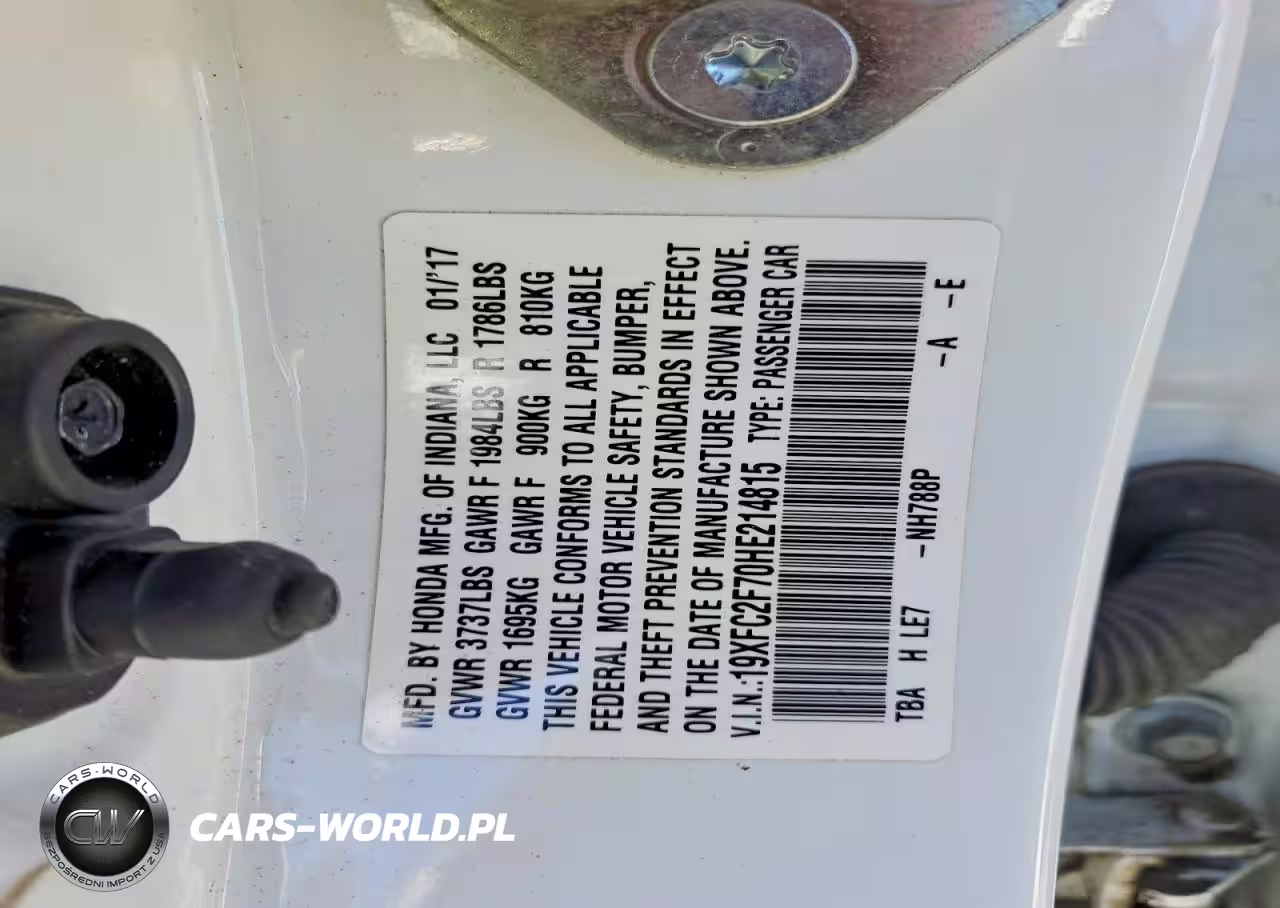 MFD. BY HONDA MFG. OF INDIANA, LLC 01/'17
GVWR 3737LBS GAWR F 1984LBS R 1786LBS
GVWR 1695KG GAWR F 900KG R 810KG
THIS VEHICLE CONFORMS TO ALL APPLICABLE
FEDERAL MOTOR VEHICLE SAFETY, BUMPER,
AND THEFT PREVENTION STANDARDS IN EFFECT
ON THE DATE OF MANUFACTURE SHOWN ABOVE.
V.I.N.:19XFC2F70HE214815 TYPE: PASSENGER CAR
TBA H LE7 -NH788P -A -E
CARS-WORLD
CW
BEZPOŚREDNI IMPORT Z USA
CARS-WORLD.PL